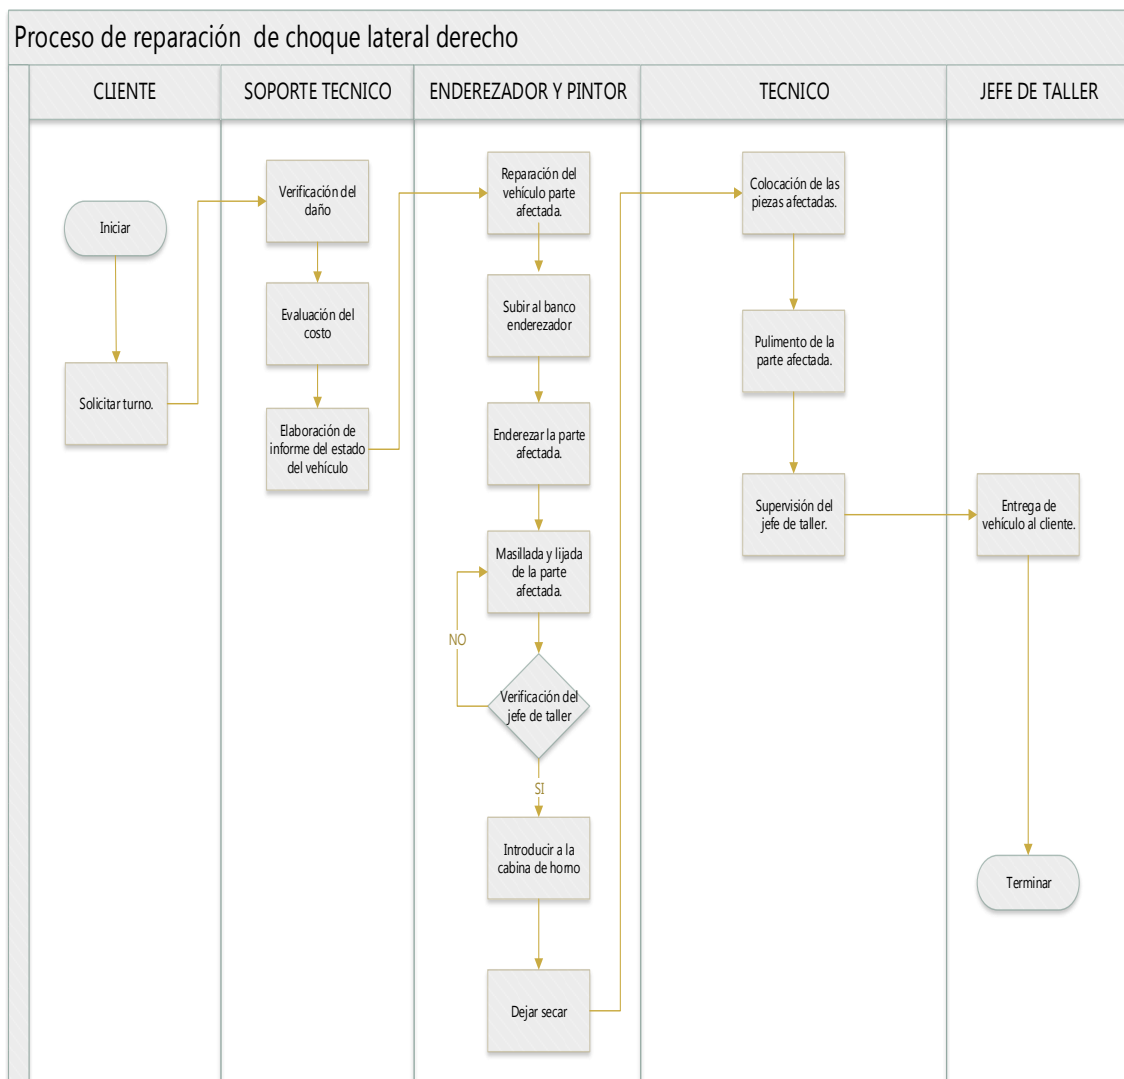 Proceso de reparación de choque lateral derecho
CLIENTE
SOPORTE TECNICO
ENDEREZADOR Y PINTOR
TECNICO
JEFE DE TALLER
Iniciar
Solicitar turno.
Verificación del
daño
Evaluación del
costo
Elaboración de
informe del estado
del vehículo
Reparación del
vehículo parte
afectada.
Subir al banco
enderezador
Enderezar la parte
afectada.
Masillada y lijada
de la parte
afectada.
NO
Verificación del
jefe de taller
SI
Introducir a la
cabina de horno
Dejar secar
Colocación de las
piezas afectadas.
Pulimento de la
parte afectada.
Supervisión del
jefe de taller.
Entrega de
vehículo al cliente.
Terminar